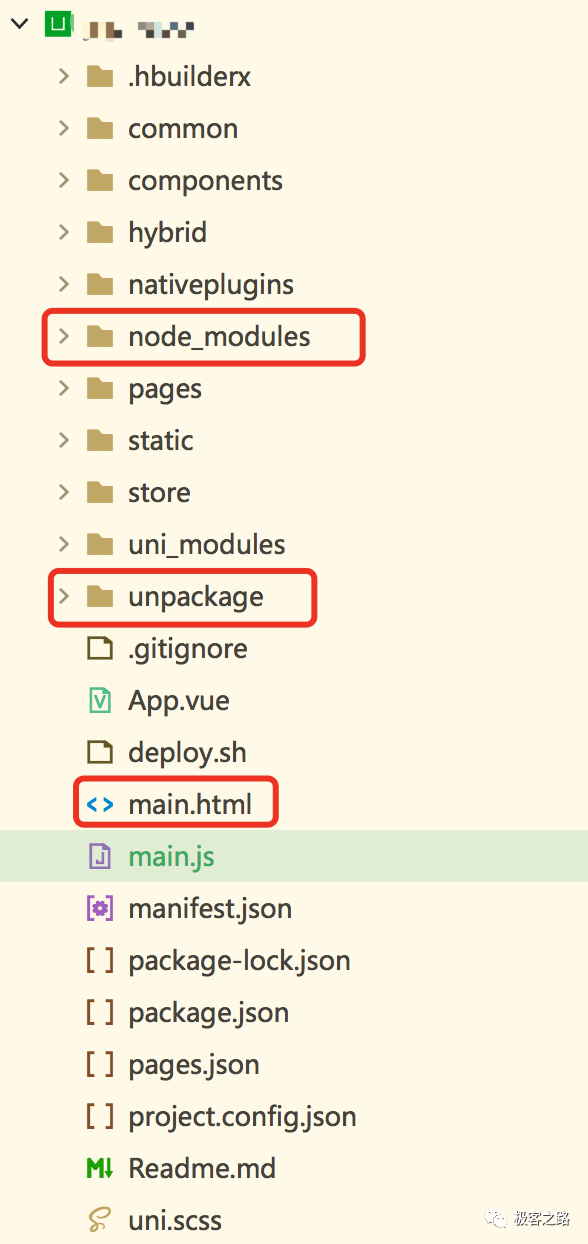 .hbuilderx
common
components
hybrid
nativeplugins
node_modules
pages
static
store
uni_modules
unpackage
.gitignore
App.vue
deploy.sh
main.html
main.js
manifest.json
package-lock.json
package.json
pages.json
project.config.json
Readme.md
uni.scss
极客之路